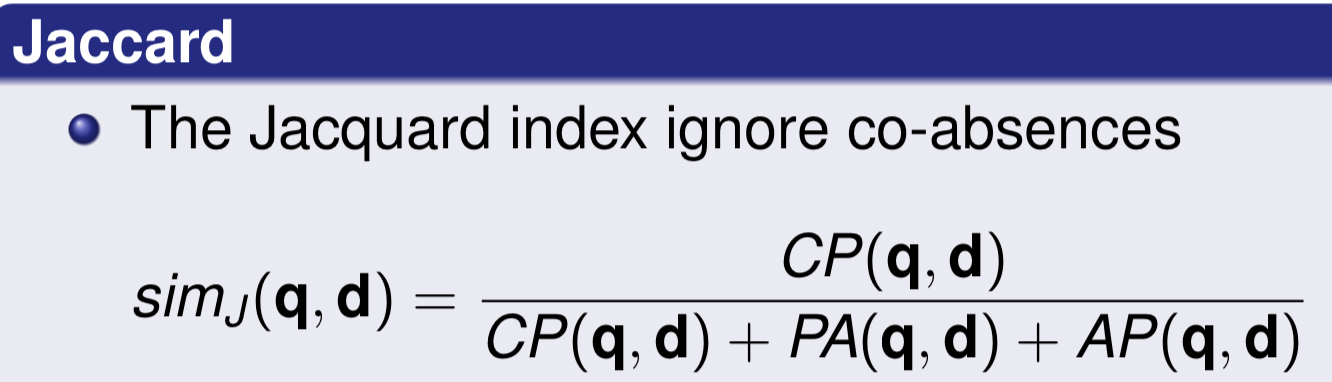 Jaccard
The Jacquard index ignore co-absences
sim_J(q, d) = CP(q, d) / (CP(q, d) + PA(q, d) + AP(q, d))